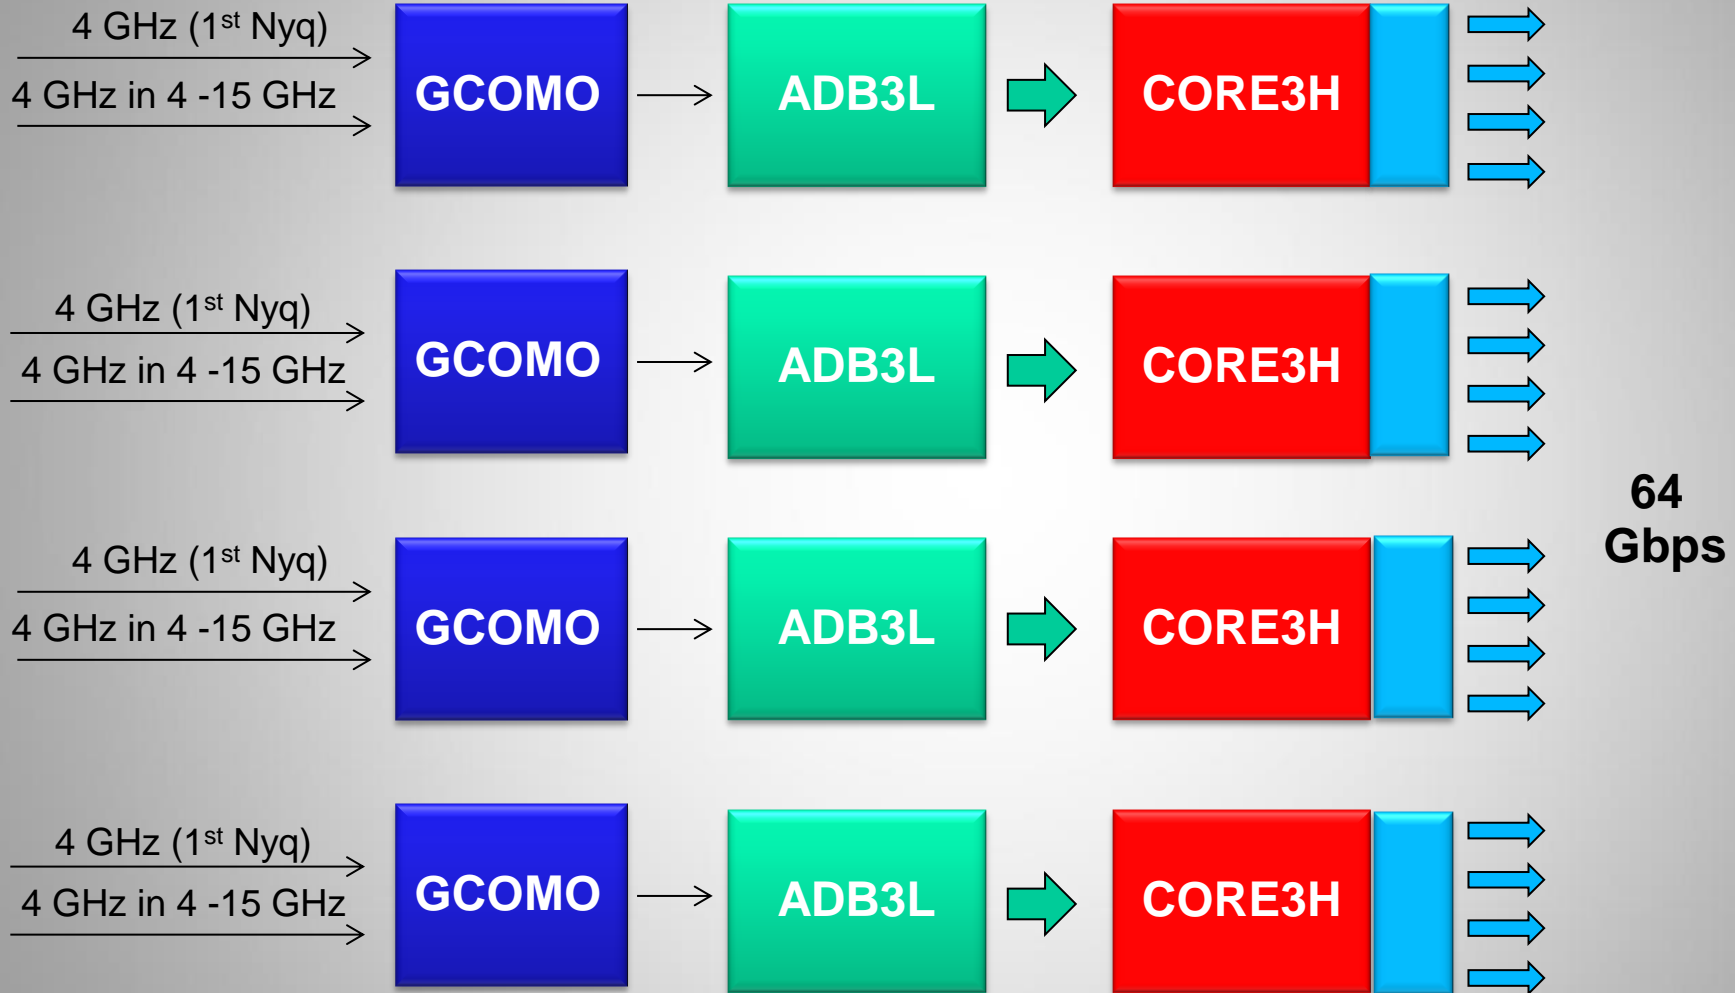 4 GHz (1st Nyq)
4 GHz in 4 -15 GHz
GCOMO
ADB3L
CORE3H
4 GHz (1st Nyq)
4 GHz in 4 -15 GHz
GCOMO
ADB3L
CORE3H
64
Gbps
4 GHz (1st Nyq)
4 GHz in 4 -15 GHz
GCOMO
ADB3L
CORE3H
4 GHz (1st Nyq)
4 GHz in 4 -15 GHz
GCOMO
ADB3L
CORE3H